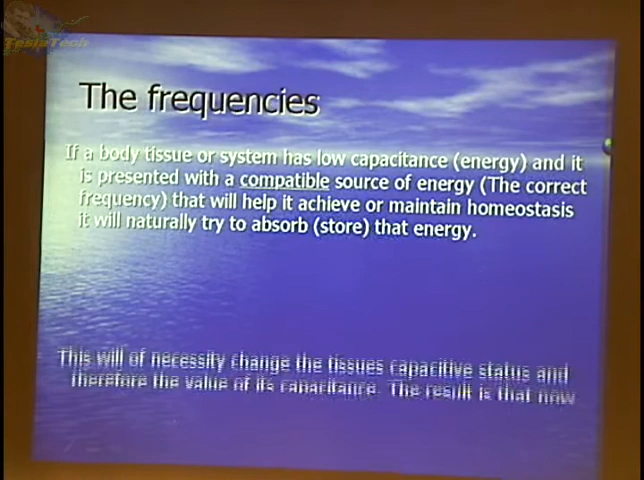 TeslaTech
The frequencies
If a body tissue or system has low capacitance (energy) and it
is presented with a compatible source of energy (The correct
frequency) that will help it achieve or maintain homeostasis
it will naturally try to absorb (store) that energy.
This will of necessity change the tissues capacitive status and
therefore the value of its capacitance. The result is that now